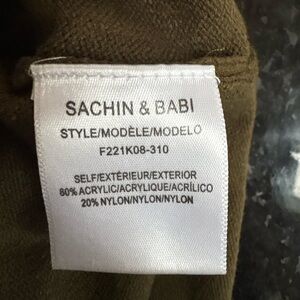 SACHIN & BABI
STYLE/MODÈLE/MODELO
F221K08-310
SELF/EXTÉRIEUR/EXTERIOR
80% ACRYLIC/ACRYLIQUE/ACRÍLICO
20% NYLON/NYLON/NYLON